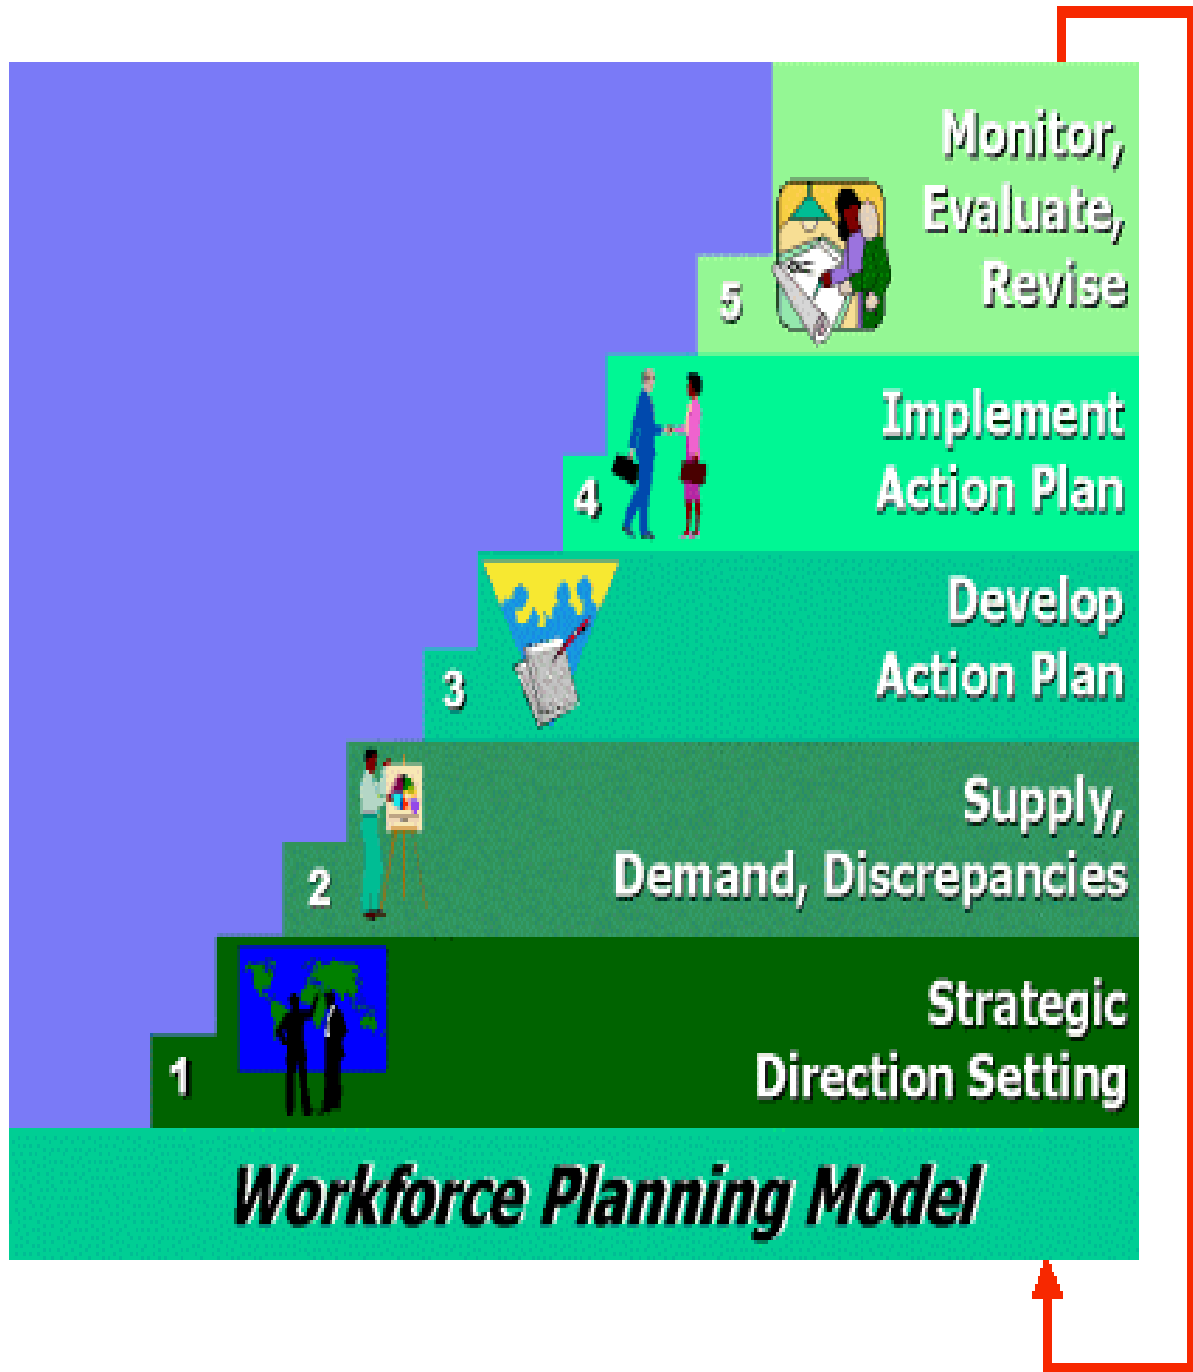 Monitor,
Evaluate,
Revise
5
Implement
Action Plan
4
Develop
Action Plan
3
Supply,
Demand, Discrepancies
2
Strategic
Direction Setting
1
Workforce Planning Model